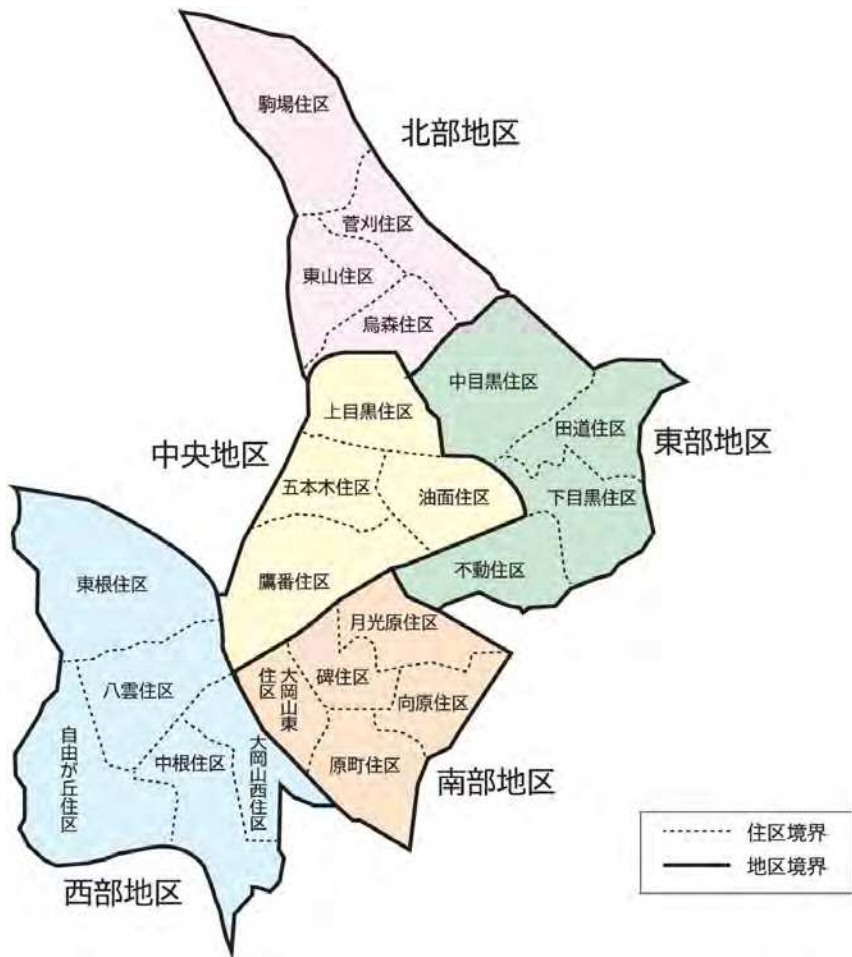 駒場住区
北部地区
菅刈住区
東山住区
烏森住区
中目黒住区
上目黒住区
田道住区
中央地区
東部地区
五本木住区
油面住区
下目黒住区
鷹番住区
不動住区
東根住区
月光原住区
八雲住区
大岡山東
住区
碑住区
向原住区
自由が丘住区
中根住区
大岡山西住区
原町住区
南部地区
西部地区
住区境界
地区境界